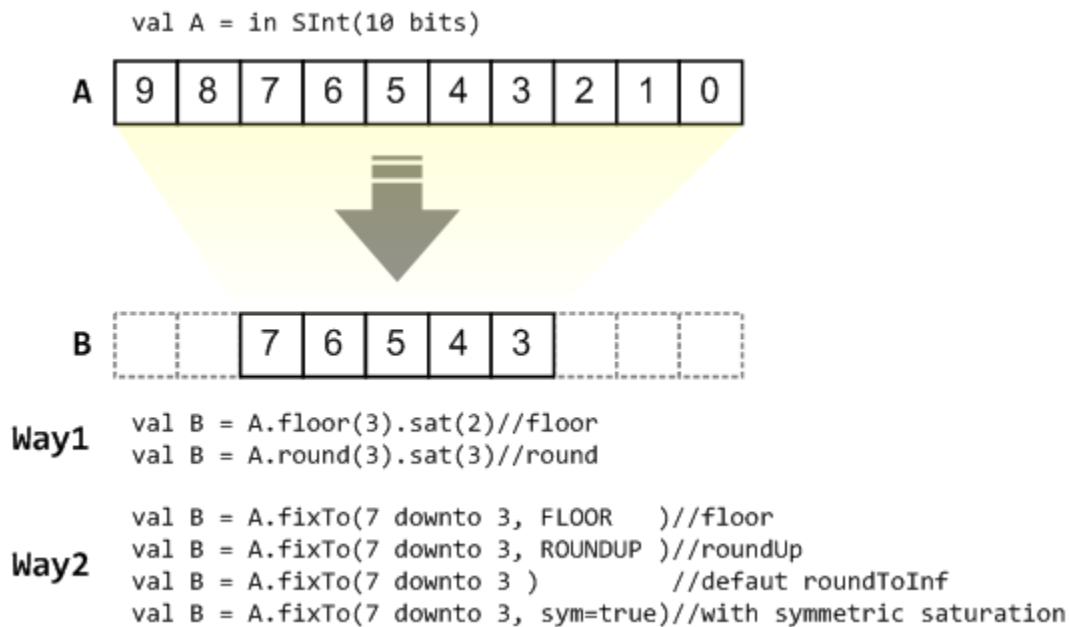 val A = in SInt(10 bits)
A 9 8 7 6 5 4 3 2 1 0
B 7 6 5 4 3
Way1
val B = A.floor(3).sat(2)//floor
val B = A.round(3).sat(3)//round
Way2
val B = A.fixTo(7 downto 3, FLOOR   )//floor
val B = A.fixTo(7 downto 3, ROUNDUP )//roundUp
val B = A.fixTo(7 downto 3 )         //defaut roundToInf
val B = A.fixTo(7 downto 3, sym=true)//with symmetric saturation